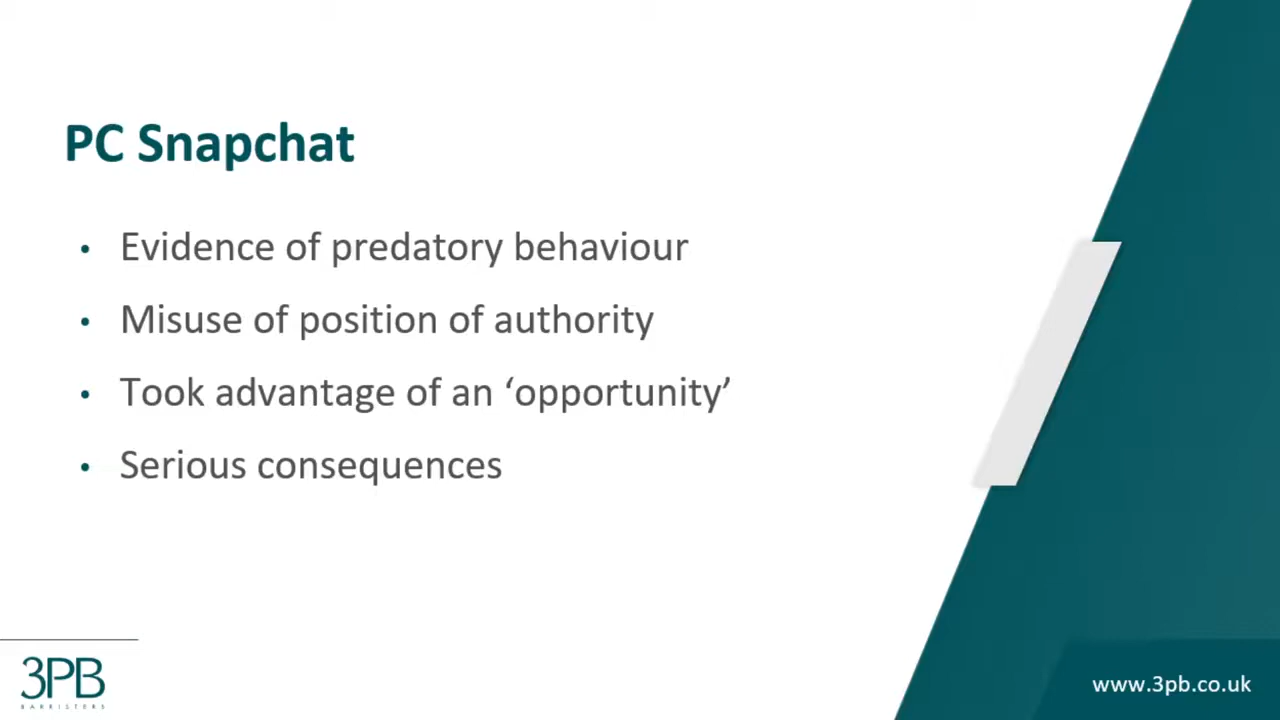 PC Snapchat
• Evidence of predatory behaviour
• Misuse of position of authority
• Took advantage of an ‘opportunity’
• Serious consequences
3PB
BARRISTERS
www.3pb.co.uk